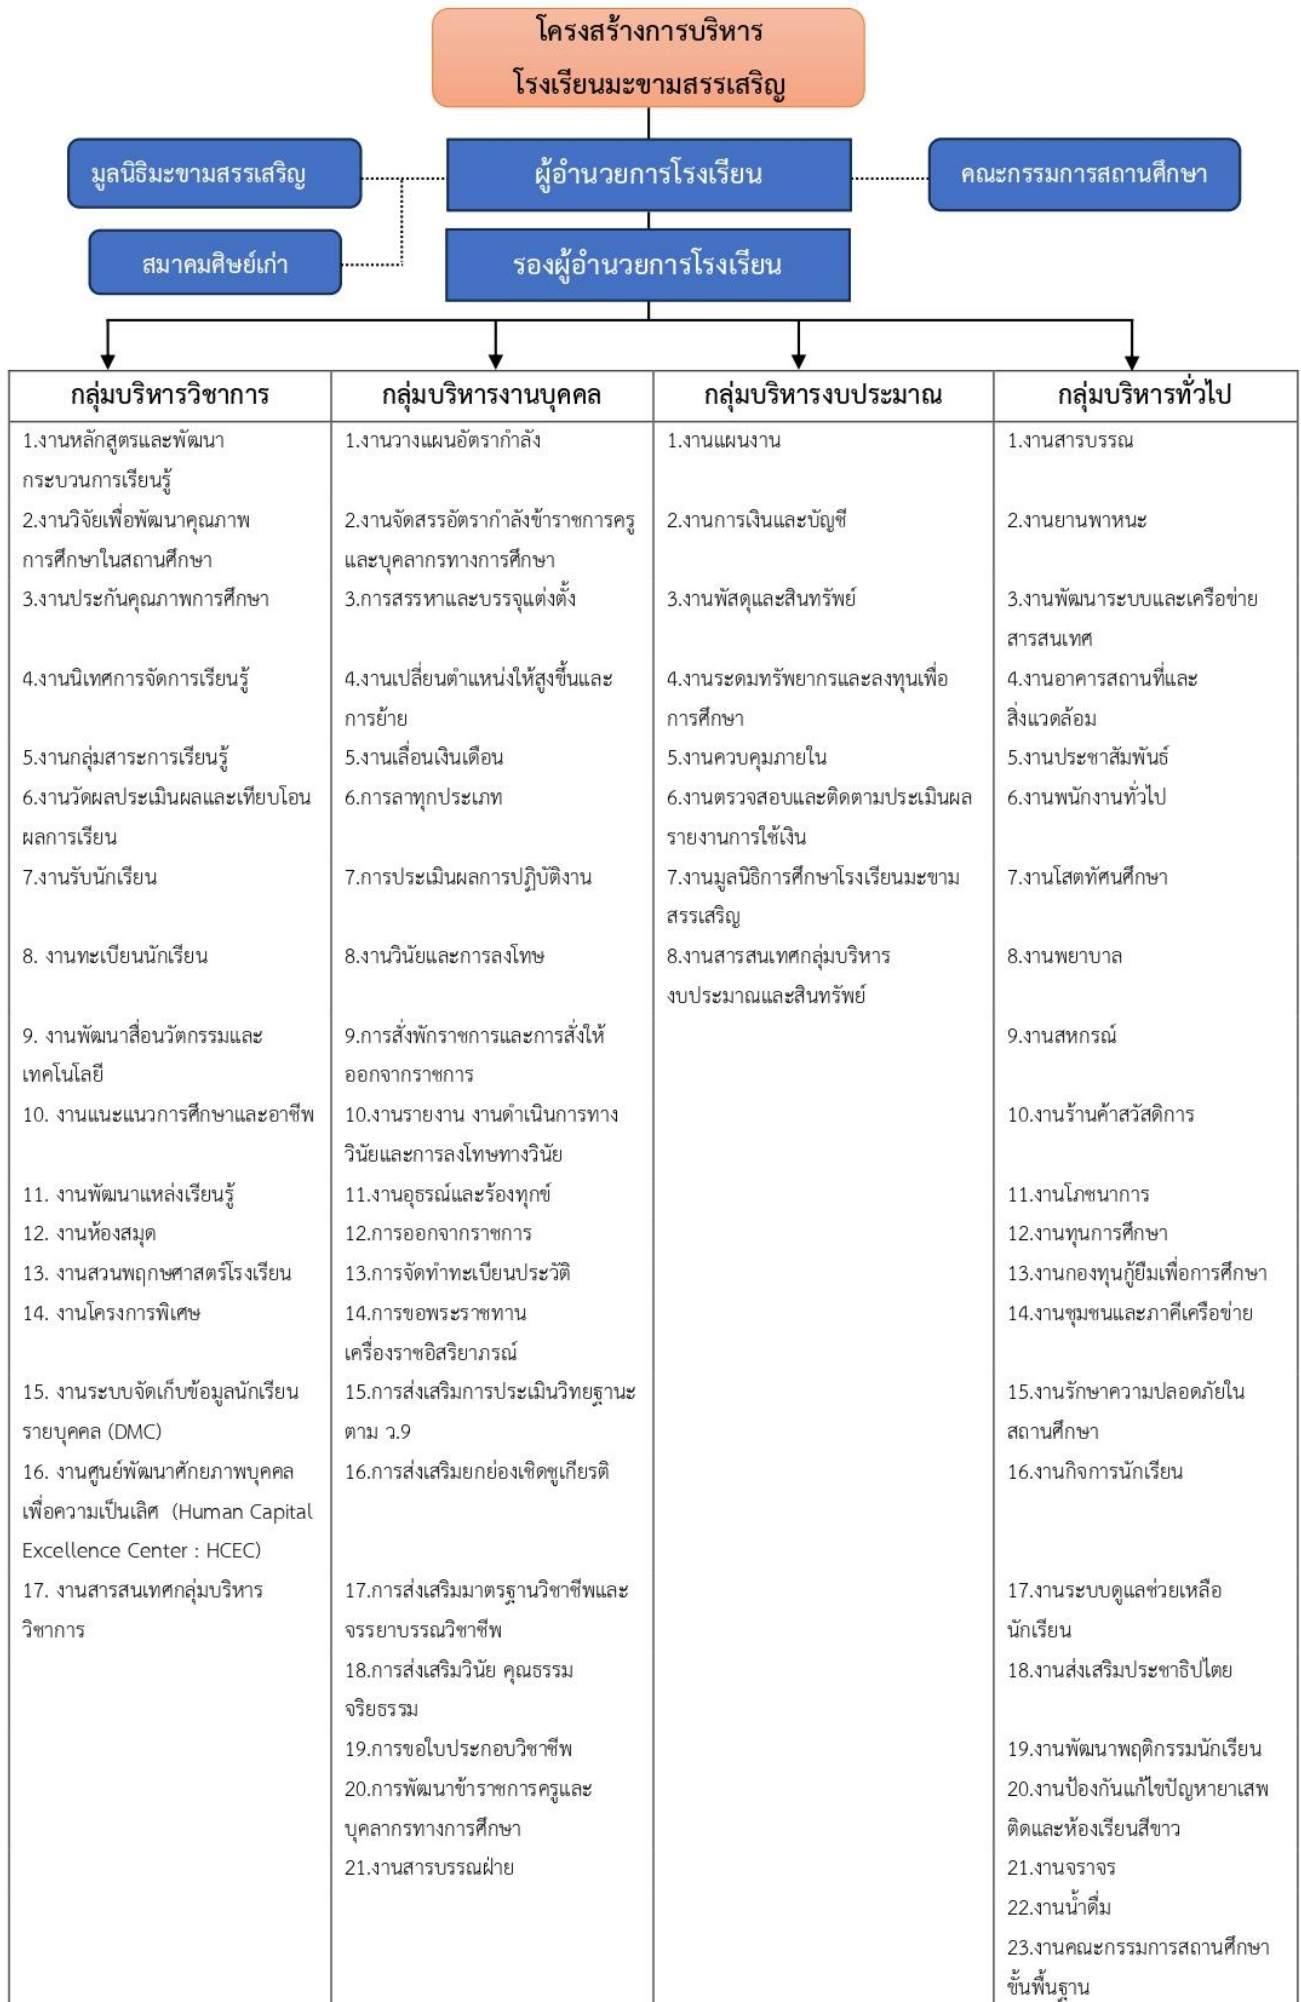 โครงสร้างการบริหาร
โรงเรียนมะขามสรรเสริญ
มูลนิธิมะขามสรรเสริญ
ผู้อำนวยการโรงเรียน
คณะกรรมการสถานศึกษา
สมาคมศิษย์เก่า
รองผู้อำนวยการโรงเรียน
กลุ่มบริหารวิชาการ
1.งานหลักสูตรและพัฒนา
กระบวนการเรียนรู้
2.งานวิจัยเพื่อพัฒนาคุณภาพ
การศึกษาในสถานศึกษา
3.งานประกันคุณภาพการศึกษา
4.งานนิเทศการจัดการเรียนรู้
5.งานกลุ่มสาระการเรียนรู้
6.งานวัดผลประเมินผลและเทียบโอน
ผลการเรียน
7.งานรับนักเรียน
8. งานทะเบียนนักเรียน
9. งานพัฒนาสื่อนวัตกรรมและ
เทคโนโลยี
10. งานแนะแนวการศึกษาและอาชีพ
11. งานพัฒนาแหล่งเรียนรู้
12. งานห้องสมุด
13. งานสวนพฤกษศาสตร์โรงเรียน
14. งานโครงการพิเศษ
15. งานระบบจัดเก็บข้อมูลนักเรียน
รายบุคคล (DMC)
16. งานศูนย์พัฒนาศักยภาพบุคคล
เพื่อความเป็นเลิศ (Human Capital
Excellence Center : HCEC)
17. งานสารสนเทศกลุ่มบริหาร
วิชาการ
กลุ่มบริหารงานบุคคล
1.งานวางแผนอัตรากำลัง
2.งานจัดสรรอัตรากำลังข้าราชการครู
และบุคลากรทางการศึกษา
3.การสรรหาและบรรจุแต่งตั้ง
4.งานเปลี่ยนตำแหน่งให้สูงขึ้นและ
การย้าย
5.งานเลื่อนเงินเดือน
6.การลาทุกประเภท
7.การประเมินผลการปฏิบัติงาน
8.งานวินัยและการลงโทษ
9.การสั่งพักราชการและการสั่งให้
ออกจากราชการ
10.งานรายงาน งานดำเนินการทาง
วินัยและการลงโทษทางวินัย
11.งานอุธรณ์และร้องทุกข์
12.การออกจากราชการ
13.การจัดทำทะเบียนประวัติ
14.การขอพระราชทาน
เครื่องราชอิสริยาภรณ์
15.การส่งเสริมการประเมินวิทยฐานะ
ตาม ว.9
16.การส่งเสริมยกย่องเชิดชูเกียรติ
17.การส่งเสริมมาตรฐานวิชาชีพและ
จรรยาบรรณวิชาชีพ
18.การส่งเสริมวินัย คุณธรรม
จริยธรรม
19.การขอใบประกอบวิชาชีพ
20.การพัฒนาข้าราชการครูและ
บุคลากรทางการศึกษา
21.งานสารบรรณฝ่าย
กลุ่มบริหารงบประมาณ
1.งานแผนงาน
2.งานการเงินและบัญชี
3.งานพัสดุและสินทรัพย์
4.งานระดมทรัพยากรและลงทุนเพื่อ
การศึกษา
5.งานควบคุมภายใน
6.งานตรวจสอบและติดตามประเมินผล
รายงานการใช้เงิน
7.งานมูลนิธิการศึกษาโรงเรียนมะขาม
สรรเสริญ
8.งานสารสนเทศกลุ่มบริหาร
งบประมาณและสินทรัพย์
กลุ่มบริหารทั่วไป
1.งานสารบรรณ
2.งานยานพาหนะ
3.งานพัฒนาระบบและเครือข่าย
สารสนเทศ
4.งานอาคารสถานที่และ
สิ่งแวดล้อม
5.งานประชาสัมพันธ์
6.งานพนักงานทั่วไป
7.งานโสตทัศนศึกษา
8.งานพยาบาล
9.งานสหกรณ์
10.งานร้านค้าสวัสดิการ
11.งานโภชนาการ
12.งานทุนการศึกษา
13.งานกองทุนกู้ยืมเพื่อการศึกษา
14.งานชุมชนและภาคีเครือข่าย
15.งานรักษาความปลอดภัยใน
สถานศึกษา
16.งานกิจการนักเรียน
17.งานระบบดูแลช่วยเหลือ
นักเรียน
18.งานส่งเสริมประชาธิปไตย
19.งานพัฒนาพฤติกรรมนักเรียน
20.งานป้องกันแก้ไขปัญหายาเสพ
ติดและห้องเรียนสีขาว
21.งานจราจร
22.งานน้ำดื่ม
23.งานคณะกรรมการสถานศึกษา
ขั้นพื้นฐาน